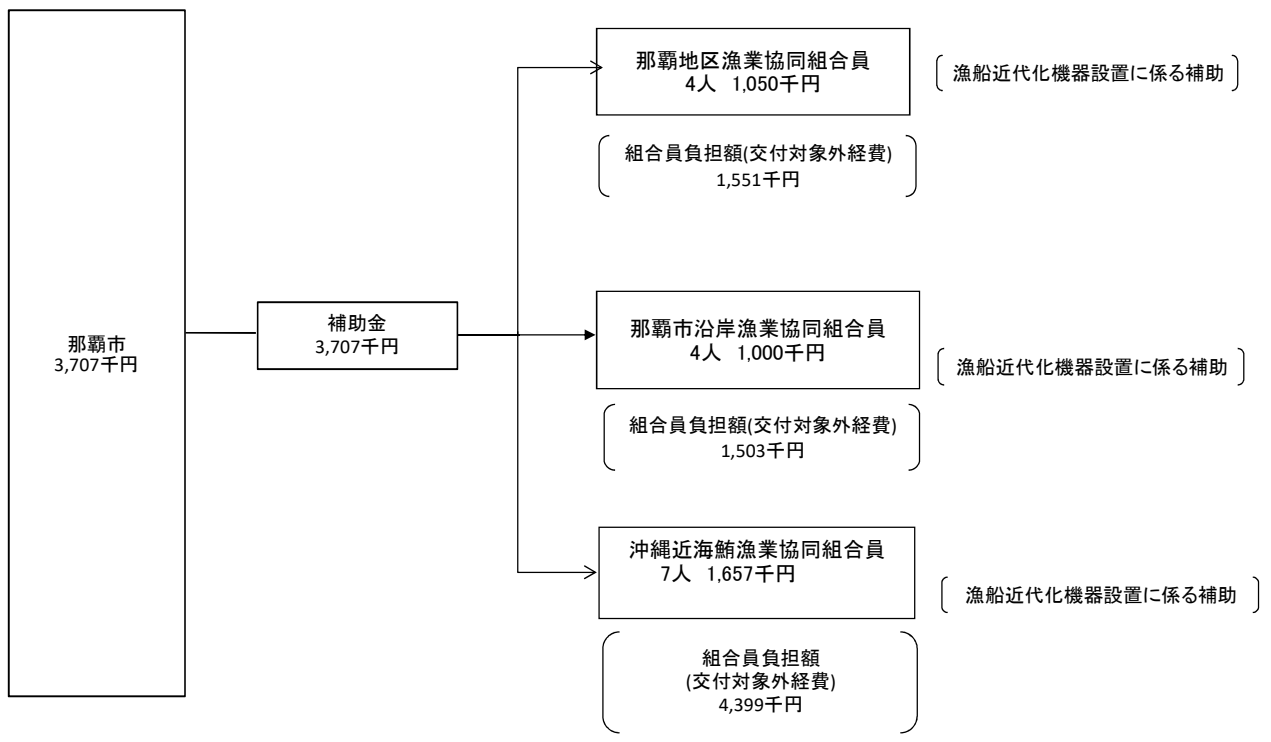 那覇市
3,707千円
補助金
3,707千円
那覇地区漁業協同組合員
4人 1,050千円
漁船近代化機器設置に係る補助
組合員負担額(交付対象外経費)
1,551千円
那覇市沿岸漁業協同組合員
4人 1,000千円
漁船近代化機器設置に係る補助
組合員負担額(交付対象外経費)
1,503千円
沖縄近海鮪漁業協同組合員
7人 1,657千円
漁船近代化機器設置に係る補助
組合員負担額
(交付対象外経費)
4,399千円